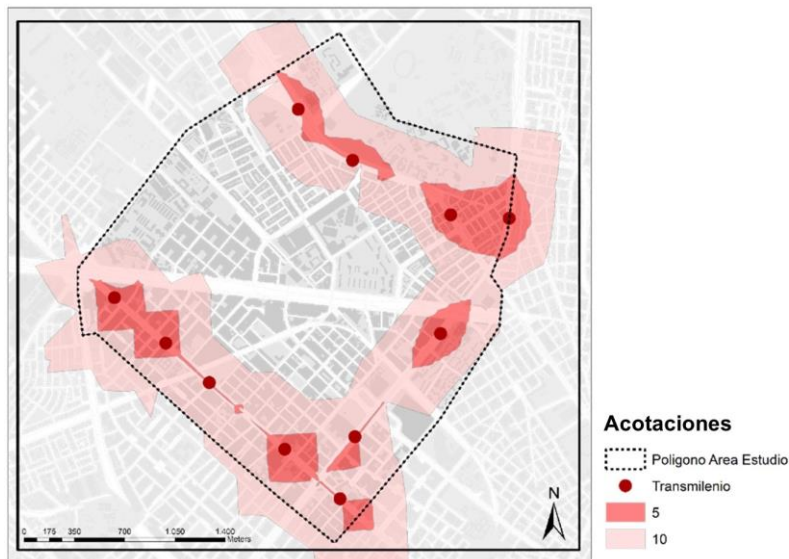 Acotaciones
Poligono Area Estudio
Transmilenio
5
10
N
0 175 350 700 1.050 1.400
Meters